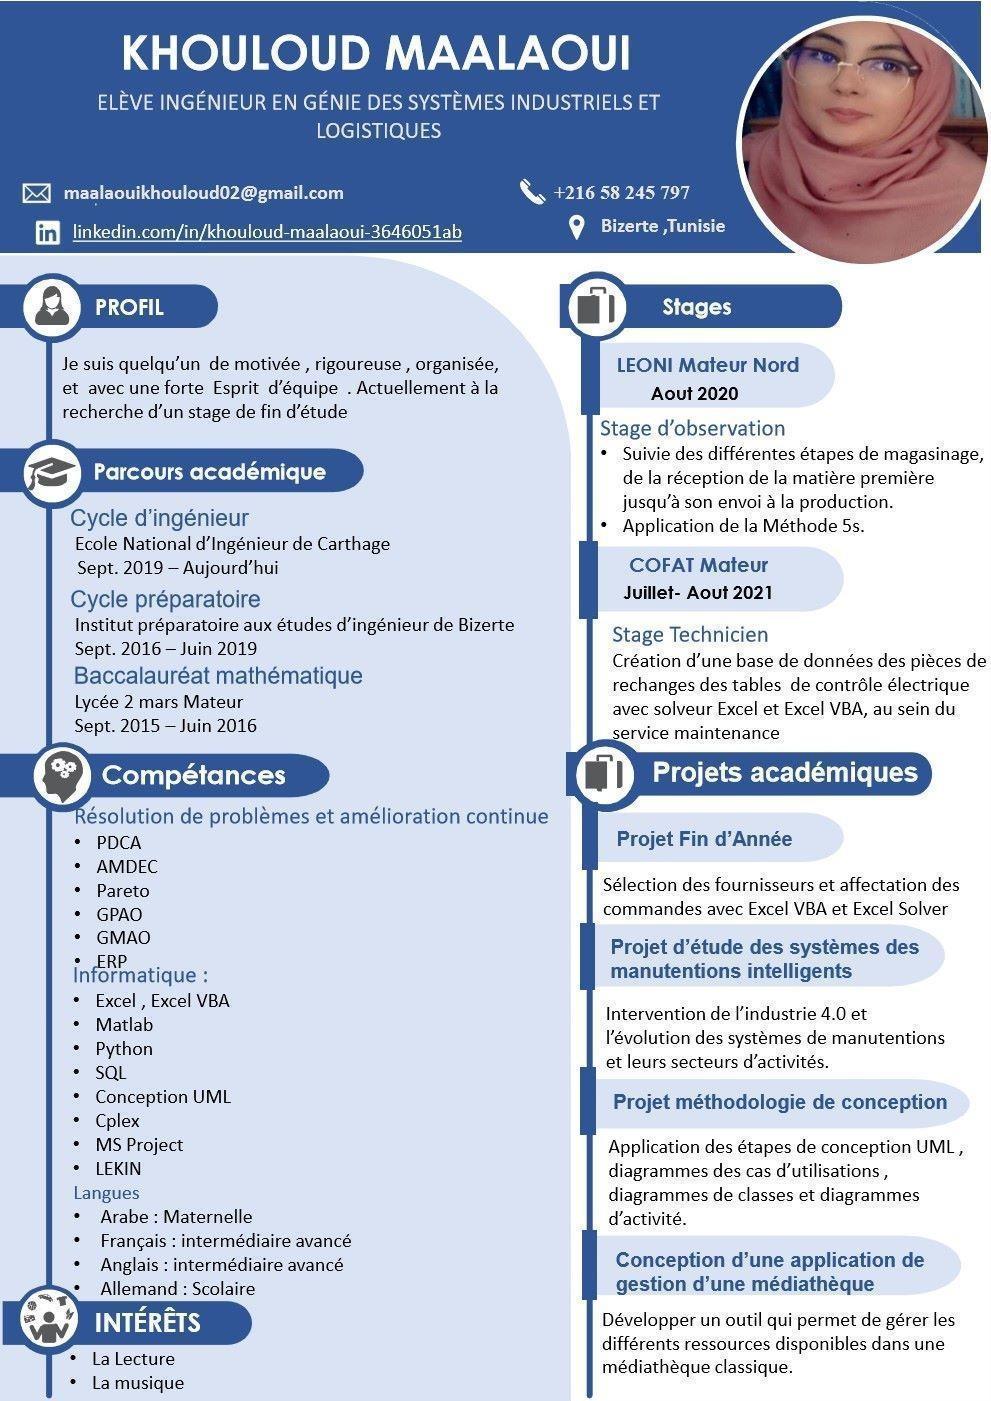 KHOULOUD MAALAOUI
ELÈVE INGÉNIEUR EN GÉNIE DES SYSTÈMES INDUSTRIELS ET
LOGISTIQUES
maalaouikhouloud02@gmail.com
+216 58 245 797
linkedin.com/in/khouloud-maalaoui-3646051ab
Bizerte ,Tunisie
PROFIL
Je suis quelqu’un de motivée , rigoureuse , organisée,
et avec une forte Esprit d’équipe . Actuellement à la
recherche d’un stage de fin d’étude
Parcours académique
Cycle d’ingénieur
Ecole National d’Ingénieur de Carthage
Sept. 2019 – Aujourd’hui
Cycle préparatoire
Institut préparatoire aux études d’ingénieur de Bizerte
Sept. 2016 – Juin 2019
Baccalauréat mathématique
Lycée 2 mars Mateur
Sept. 2015 – Juin 2016
Compétances
Résolution de problèmes et amélioration continue
• PDCA
• AMDEC
• Pareto
• GPAO
• GMAO
• ERP
Informatique :
• Excel , Excel VBA
• Matlab
• Python
• SQL
• Conception UML
• Cplex
• MS Project
• LEKIN
Langues
• Arabe : Maternelle
• Français : intermédiaire avancé
• Anglais : intermédiaire avancé
• Allemand : Scolaire
INTÉRÊTS
• La Lecture
• La musique
Stages
LEONI Mateur Nord
Aout 2020
Stage d’observation
• Suivie des différentes étapes de magasinage,
de la réception de la matière première
jusqu’à son envoi à la production.
• Application de la Méthode 5s.
COFAT Mateur
Juillet- Aout 2021
Stage Technicien
Création d’une base de données des pièces de
rechanges des tables de contrôle électrique
avec solveur Excel et Excel VBA, au sein du
service maintenance
Projets académiques
Projet Fin d’Année
Sélection des fournisseurs et affectation des
commandes avec Excel VBA et Excel Solver
Projet d’étude des systèmes des
manutentions intelligents
Intervention de l’industrie 4.0 et
l’évolution des systèmes de manutentions
et leurs secteurs d’activités.
Projet méthodologie de conception
Application des étapes de conception UML ,
diagrammes des cas d’utilisations ,
diagrammes de classes et diagrammes
d’activité.
Conception d’une application de
gestion d’une médiathèque
Développer un outil qui permet de gérer les
différents ressources disponibles dans une
médiathèque classique.